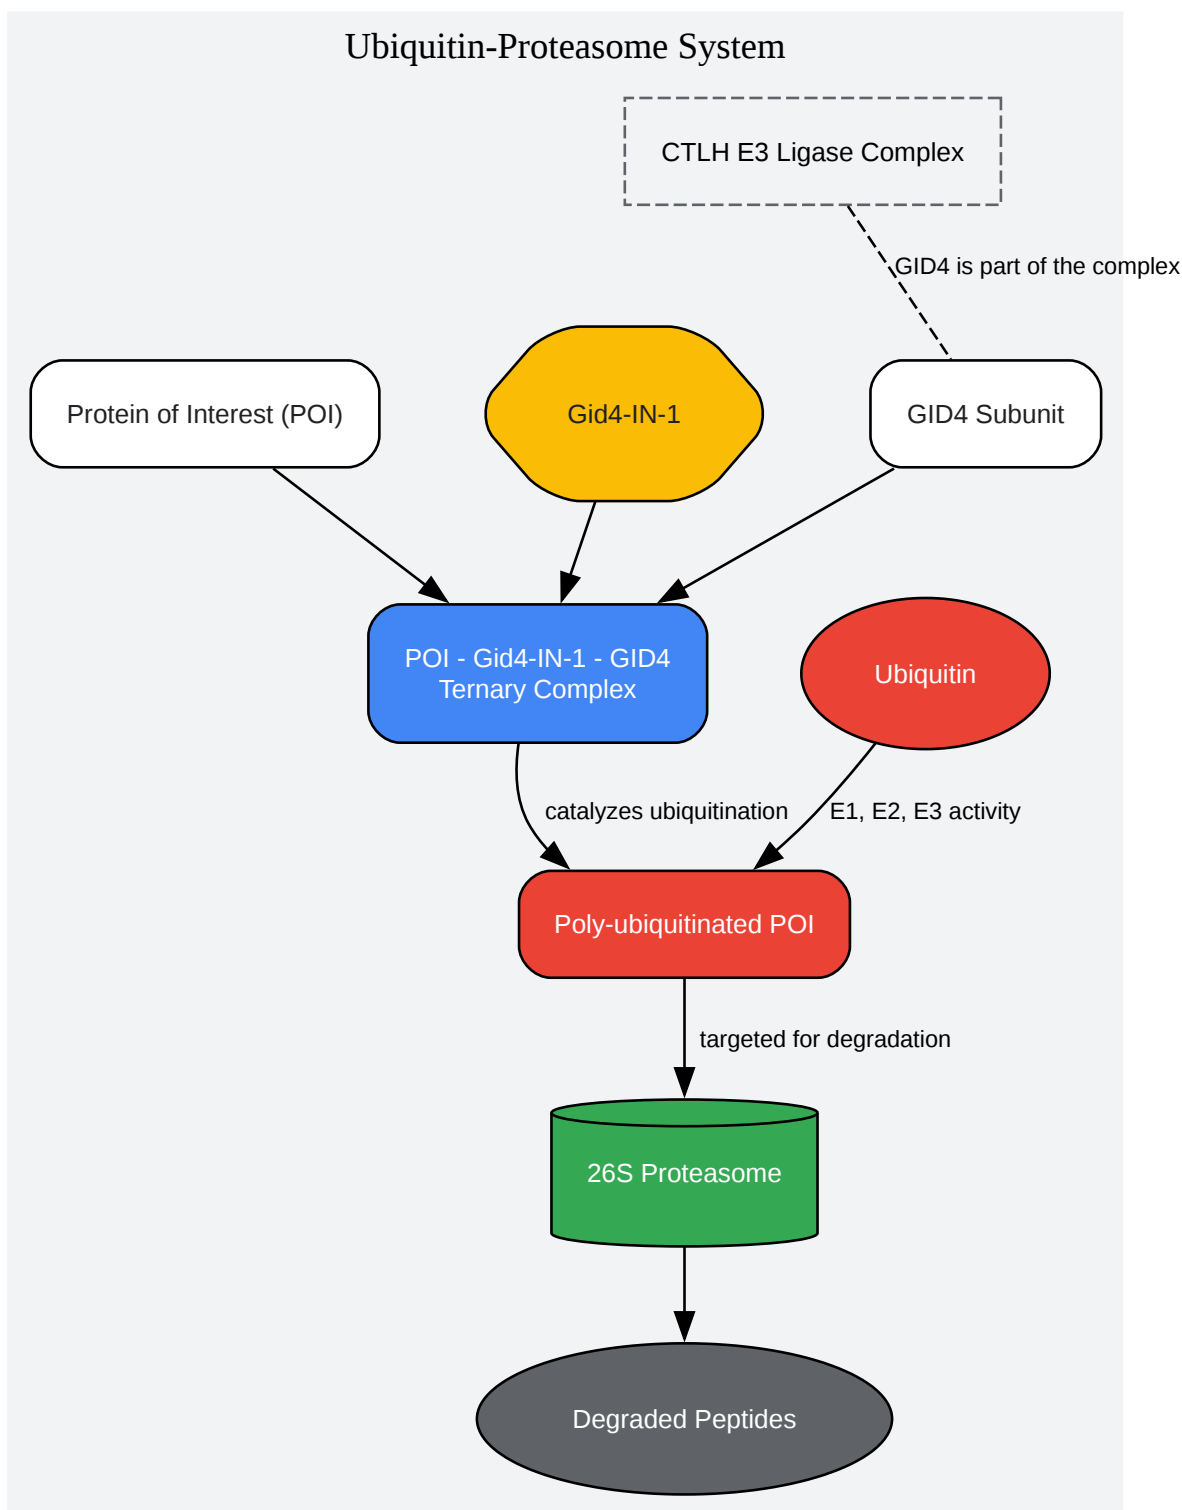 Ubiquitin-Proteasome System
CTLH E3 Ligase Complex
GID4 is part of the complex
Protein of Interest (POI)
Gid4-IN-1
GID4 Subunit
POI - Gid4-IN-1 - GID4
Ternary Complex
Ubiquitin
catalyzes ubiquitination
E1, E2, E3 activity
Poly-ubiquitinated POI
targeted for degradation
26S Proteasome
Degraded Peptides